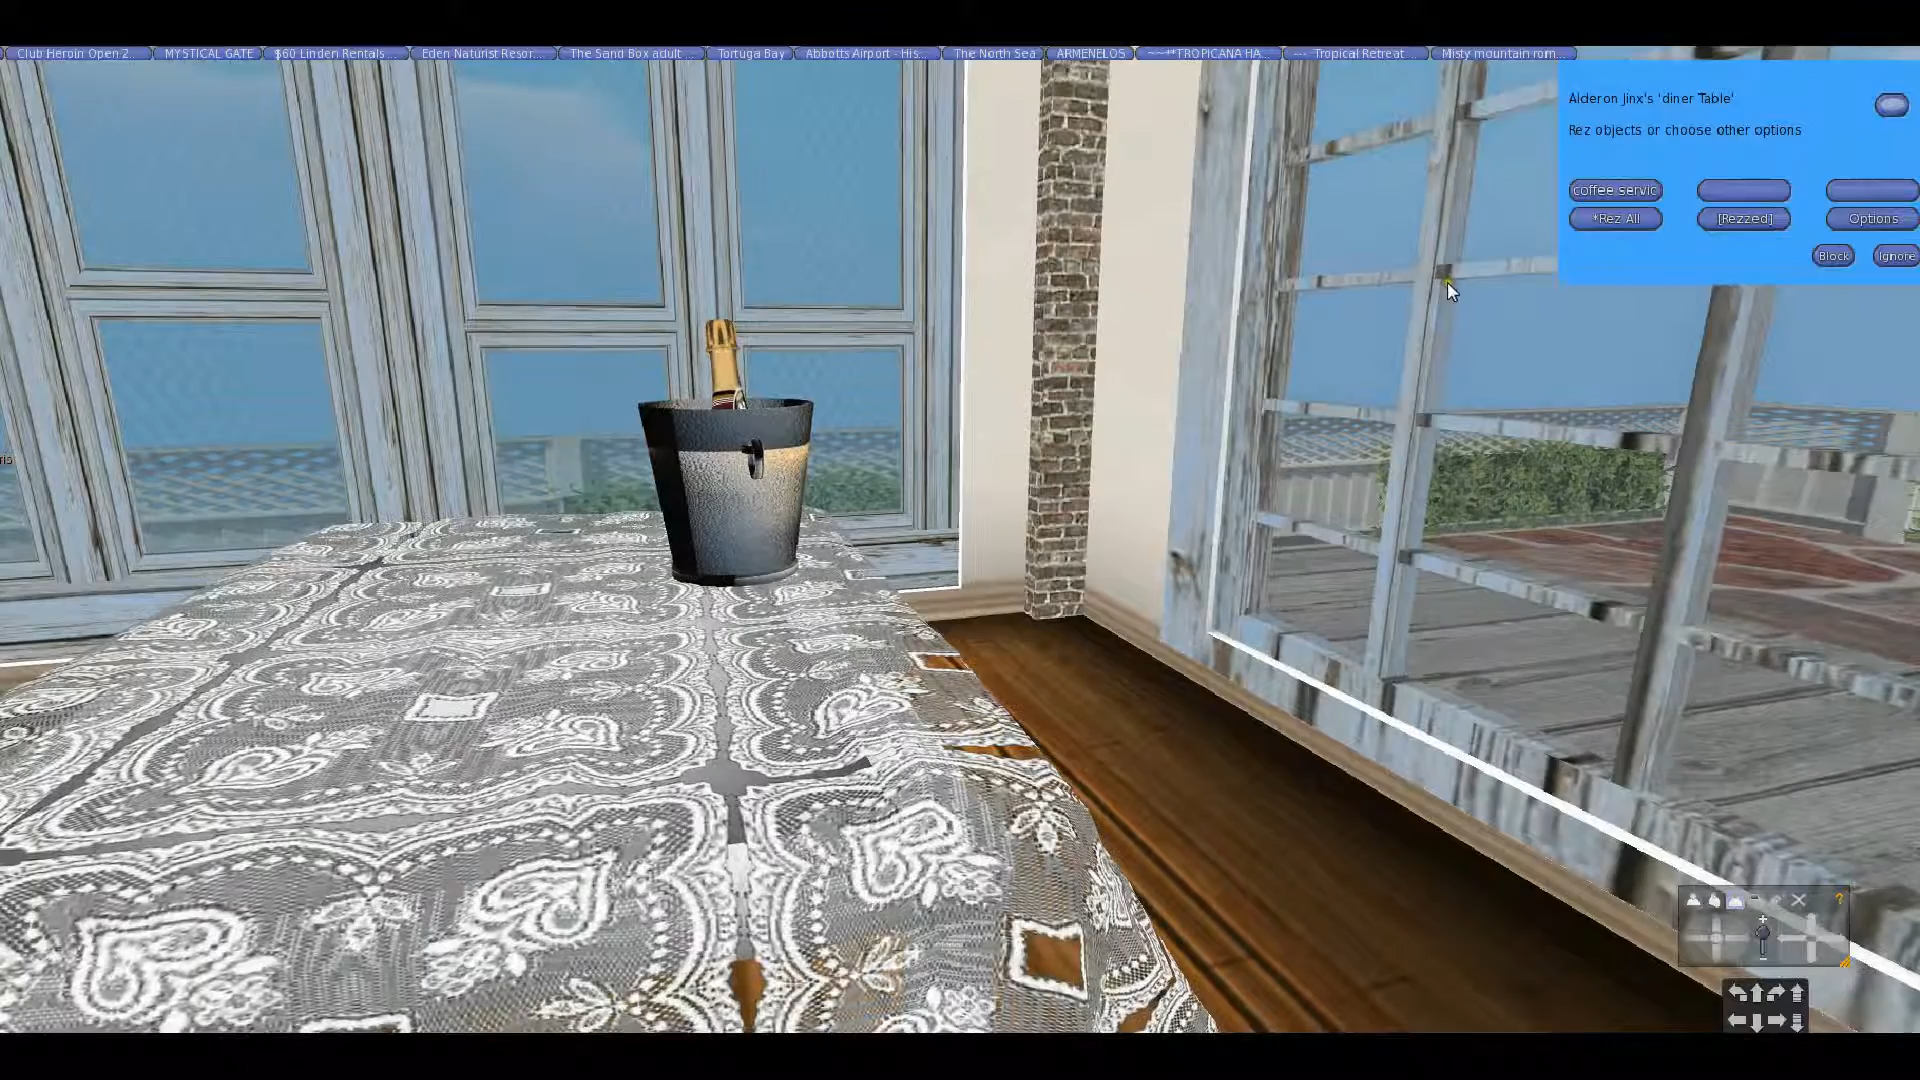 Club Heroin Open 2...
MYSTICAL GATE
$60 Linden Rentals ...
Eden Naturist Resor...
The Sand Box adult ...
Tortuga Bay
Abbotts Airport - His...
The North Sea
ARMENELOS
~~!**TROPICANA HA...
--- Tropical Retreat ...
Misty mountain rom...
Alderon Jinx's 'diner Table'
Rez objects or choose other options
coffee servic
*Rez All
[Rezzed]
Options
Block
Ignore
?